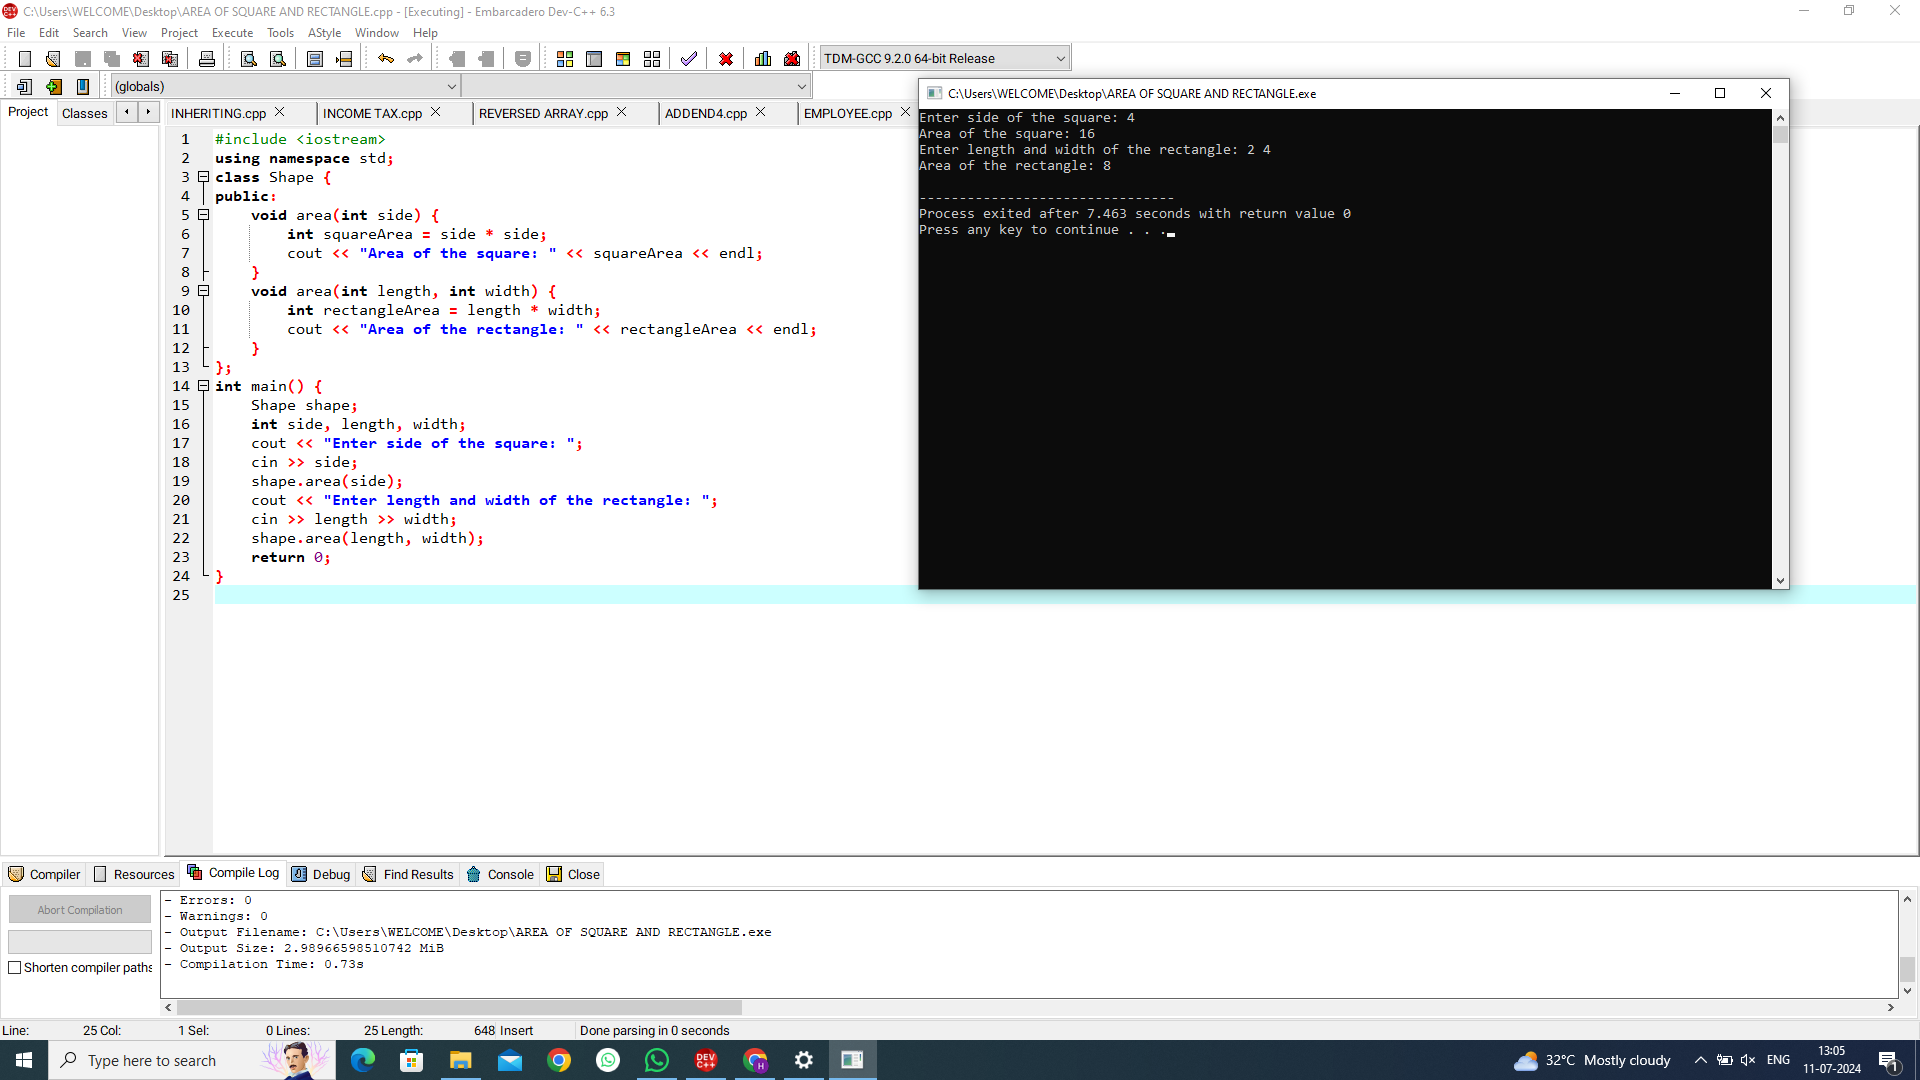 C:\Users\WELCOME\Desktop\AREA OF SQUARE AND RECTANGLE.cpp - [Executing] - Embarcadero Dev-C++ 6.3
File Edit Search View Project Execute Tools AStyle Window Help
TDM-GCC 9.2.0 64-bit Release
(globals)
Project Classes
INHERITING.cpp INCOME TAX.cpp REVERSED ARRAY.cpp ADDEND4.cpp EMPLOYEE.cpp
1 #include <iostream>
2 using namespace std;
3 class Shape {
4 public:
5 void area(int side) {
6 int squareArea = side * side;
7 cout << "Area of the square: " << squareArea << endl;
8 }
9 void area(int length, int width) {
10 int rectangleArea = length * width;
11 cout << "Area of the rectangle: " << rectangleArea << endl;
12 }
13 };
14 int main() {
15 Shape shape;
16 int side, length, width;
17 cout << "Enter side of the square: ";
18 cin >> side;
19 shape.area(side);
20 cout << "Enter length and width of the rectangle: ";
21 cin >> length >> width;
22 shape.area(length, width);
23 return 0;
24 }
25
C:\Users\WELCOME\Desktop\AREA OF SQUARE AND RECTANGLE.exe
Enter side of the square: 4
Area of the square: 16
Enter length and width of the rectangle: 2 4
Area of the rectangle: 8
--------------------------------
Process exited after 7.463 seconds with return value 0
Press any key to continue . . .
Compiler Resources Compile Log Debug Find Results Console Close
Abort Compilation
Shorten compiler paths
- Errors: 0
- Warnings: 0
- Output Filename: C:\Users\WELCOME\Desktop\AREA OF SQUARE AND RECTANGLE.exe
- Output Size: 2.98966598510742 MiB
- Compilation Time: 0.73s
Line: 25 Col: 1 Sel: 0 Lines: 25 Length: 648 Insert Done parsing in 0 seconds
Type here to search
DEV C++
H
32°C Mostly cloudy
ENG
13:05
11-07-2024
1